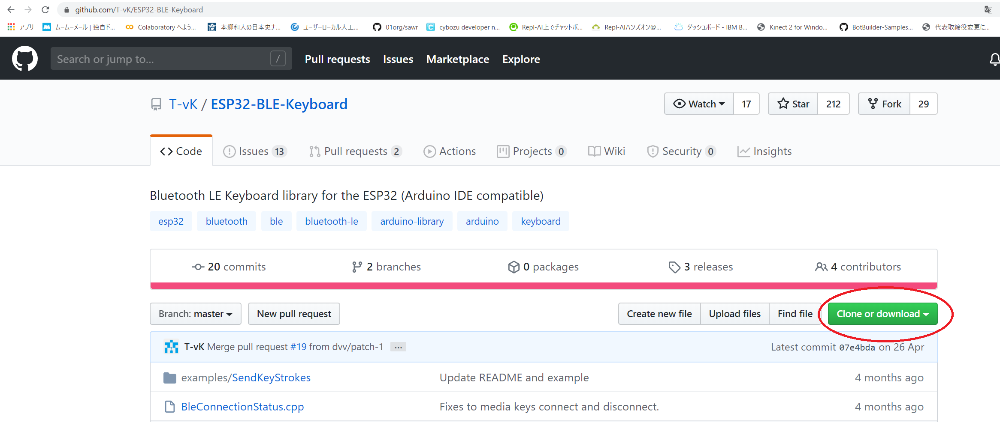 github.com/T-vK/ESP32-BLE-Keyboard
アプリ ムームーメール | 独自ド... Colaboratory へよう... 本郷和人の日本史ナ... ユーザーローカル人工... 01org/sawr cybozu developer n... Repl-AI上でチャットボ... Repl-AIハンズオン@... ダッシュボード - IBM B... Kinect 2 for Windo... BotBuilder-Samples... 代表取締役変更に...
Search or jump to... / Pull requests Issues Marketplace Explore
T-vK / ESP32-BLE-Keyboard Watch 17 Star 212 Fork 29
Code Issues 13 Pull requests 2 Actions Projects 0 Wiki Security 0 Insights
Bluetooth LE Keyboard library for the ESP32 (Arduino IDE compatible)
esp32 bluetooth ble bluetooth-le arduino-library arduino keyboard
20 commits 2 branches 0 packages 3 releases 4 contributors
Branch: master New pull request Create new file Upload files Find file Clone or download
T-vK Merge pull request #19 from dvv/patch-1 ... Latest commit 07e4bda on 26 Apr
examples/SendKeyStrokes Update README and example 4 months ago
BleConnectionStatus.cpp Fixes to media keys connect and disconnect. 4 months ago